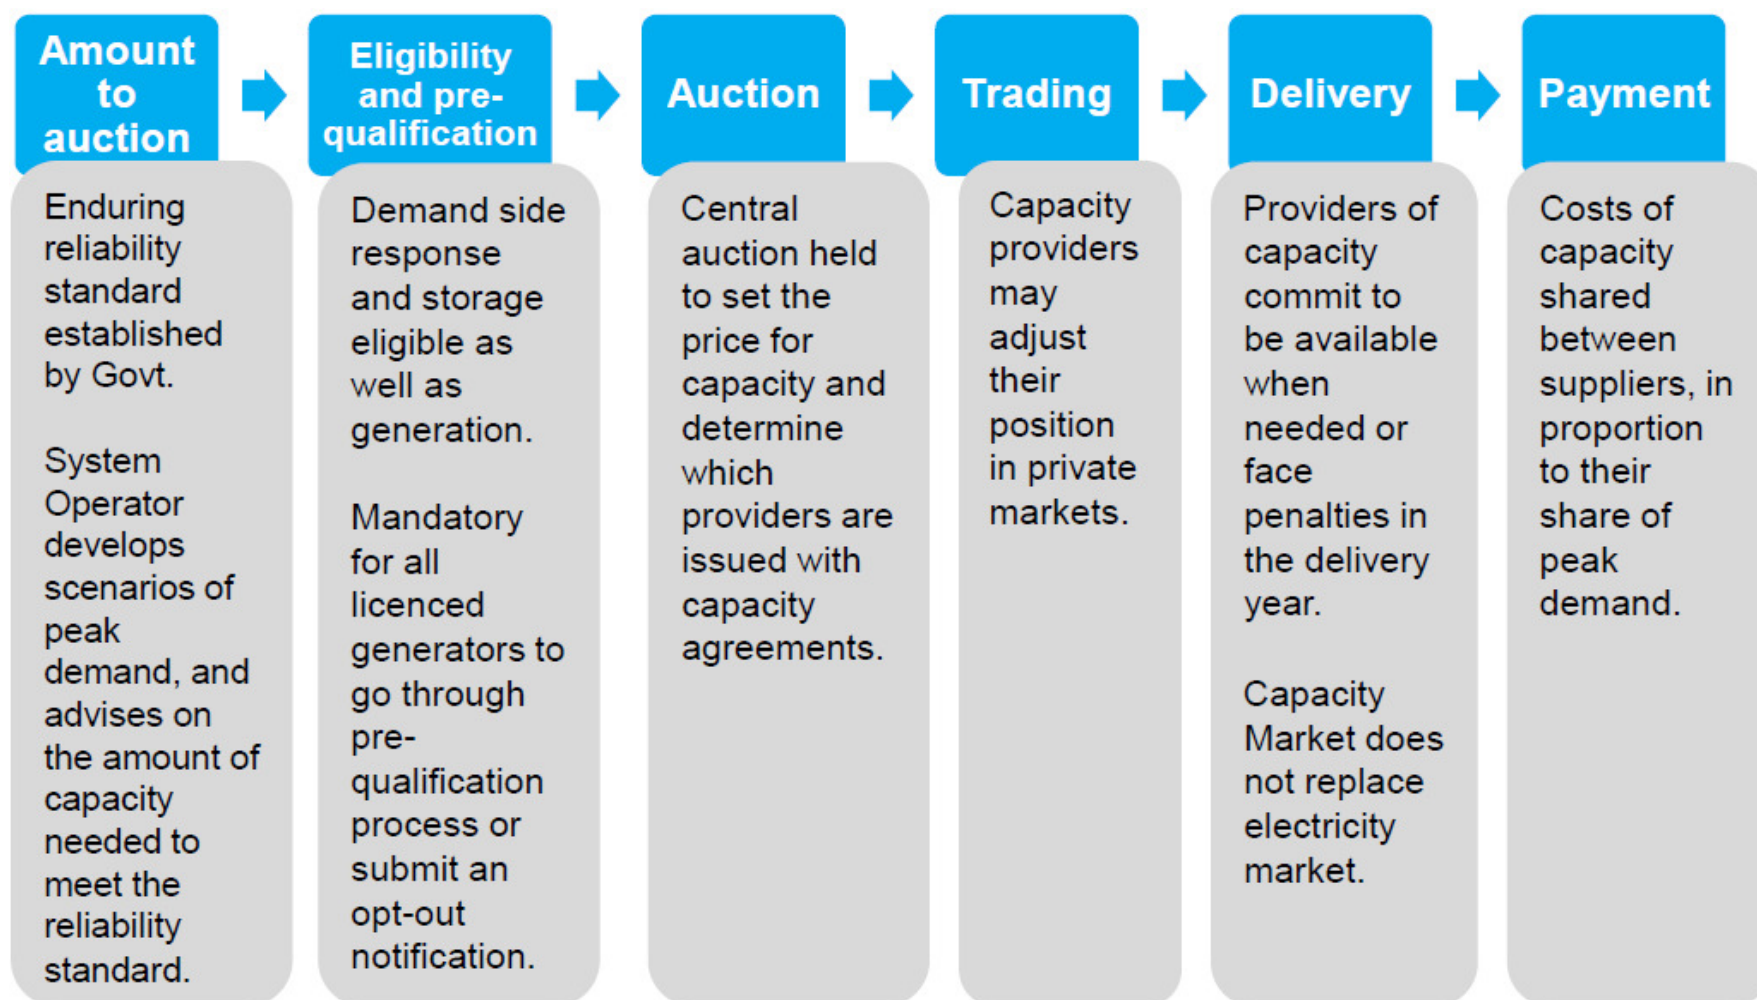 Amount
to
auction
Enduring
reliability
standard
established
by Govt.
System
Operator
develops
scenarios of
peak
demand, and
advises on
the amount of
capacity
needed to
meet the
reliability
standard.
Eligibility
and pre-
qualification
Demand side
response
and storage
eligible as
well as
generation.
Mandatory
for all
licenced
generators to
go through
pre-
qualification
process or
submit an
opt-out
notification.
Auction
Central
auction held
to set the
price for
capacity and
determine
which
providers are
issued with
capacity
agreements.
Trading
Capacity
providers
may
adjust
their
position
in private
markets.
Delivery
Providers of
capacity
commit to
be available
when
needed or
face
penalties in
the delivery
year.
Capacity
Market does
not replace
electricity
market.
Payment
Costs of
capacity
shared
between
suppliers, in
proportion
to their
share of
peak
demand.